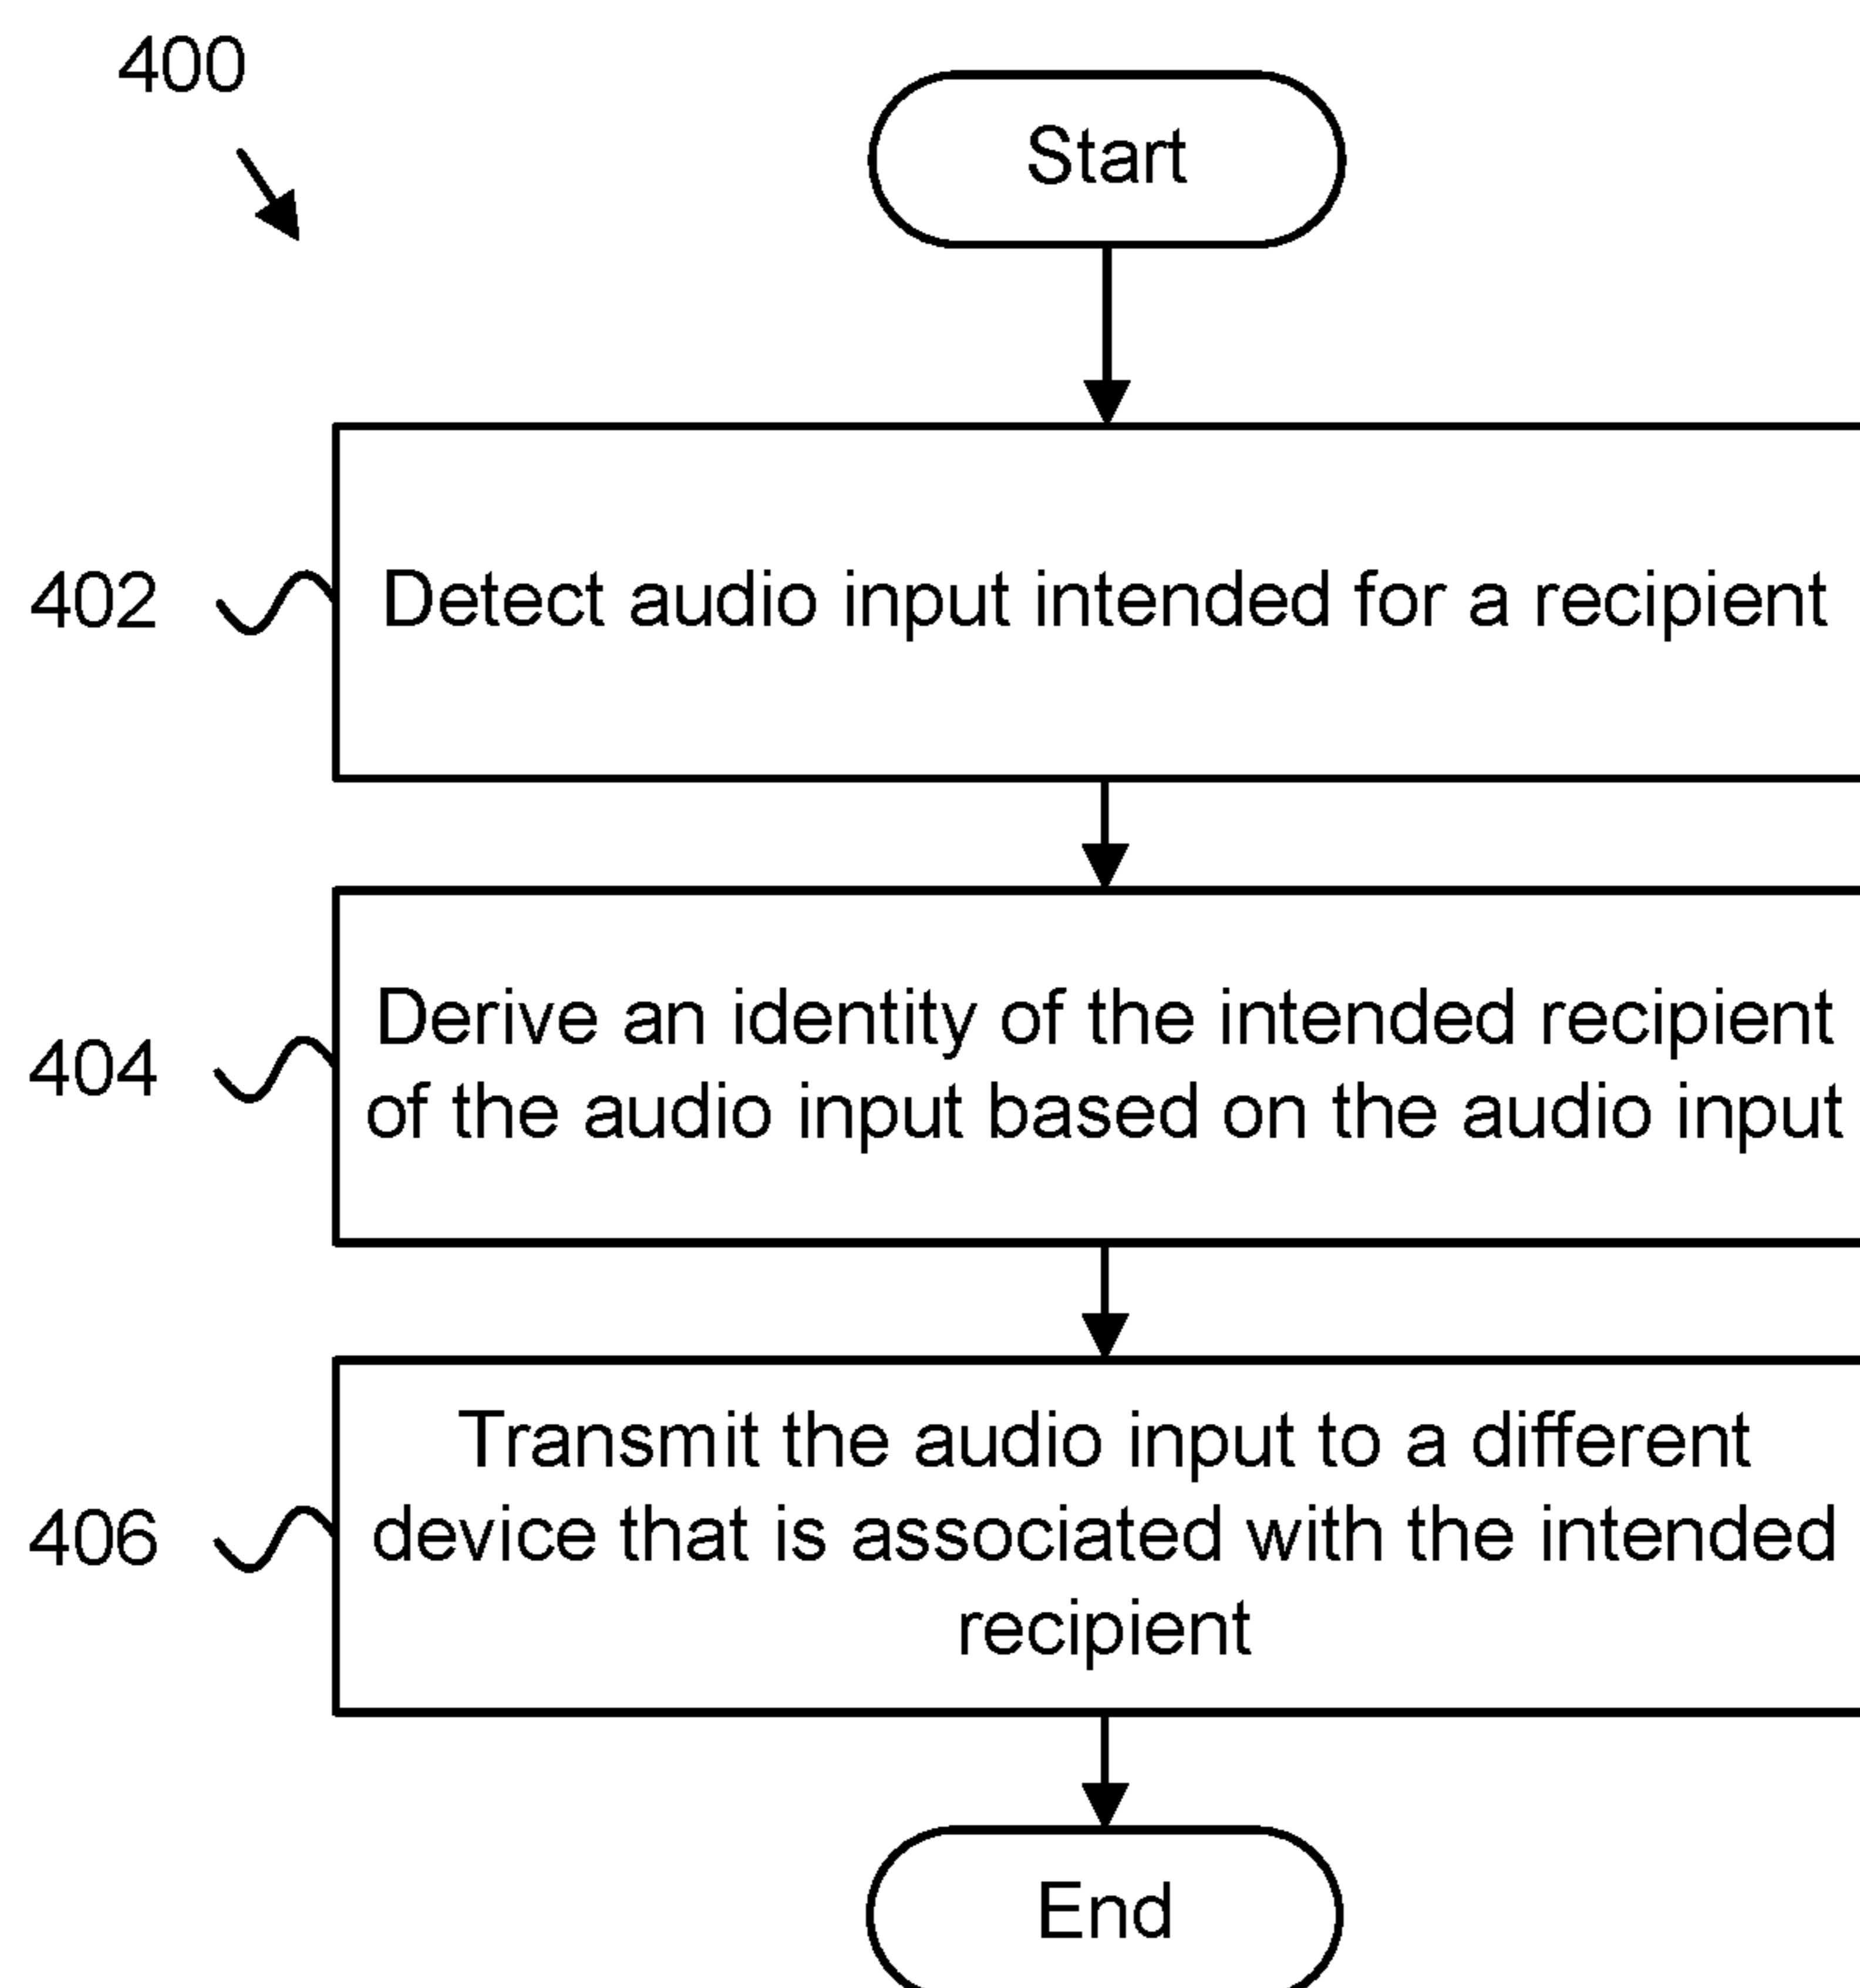 400
Start
402
Detect audio input intended for a recipient
404
Derive an identity of the intended recipient
of the audio input based on the audio input
406
Transmit the audio input to a different
device that is associated with the intended
recipient
End